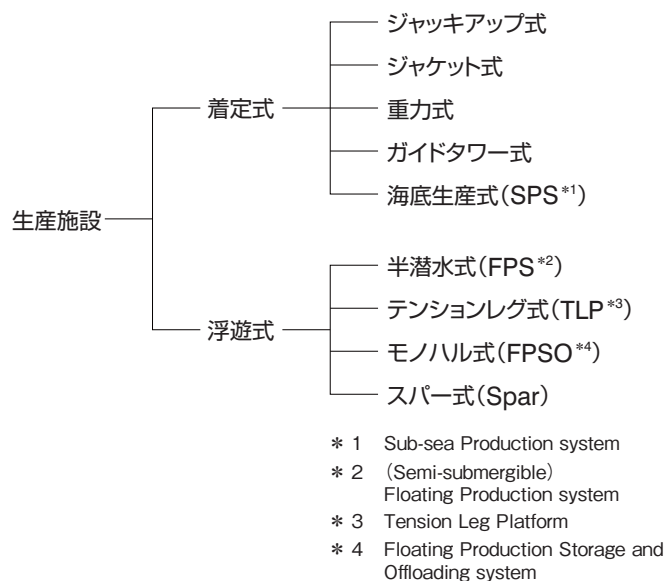 生産施設
着定式
ジャッキアップ式
ジャケット式
重力式
ガイドタワー式
海底生産式(SPS*1)
浮遊式
半潜水式(FPS*2)
テンションレグ式(TLP*3)
モノハル式(FPSO*4)
スパー式(Spar)
*1 Sub-sea Production system
*2 (Semi-submergible)
Floating Production system
*3 Tension Leg Platform
*4 Floating Production Storage and
Offloading system